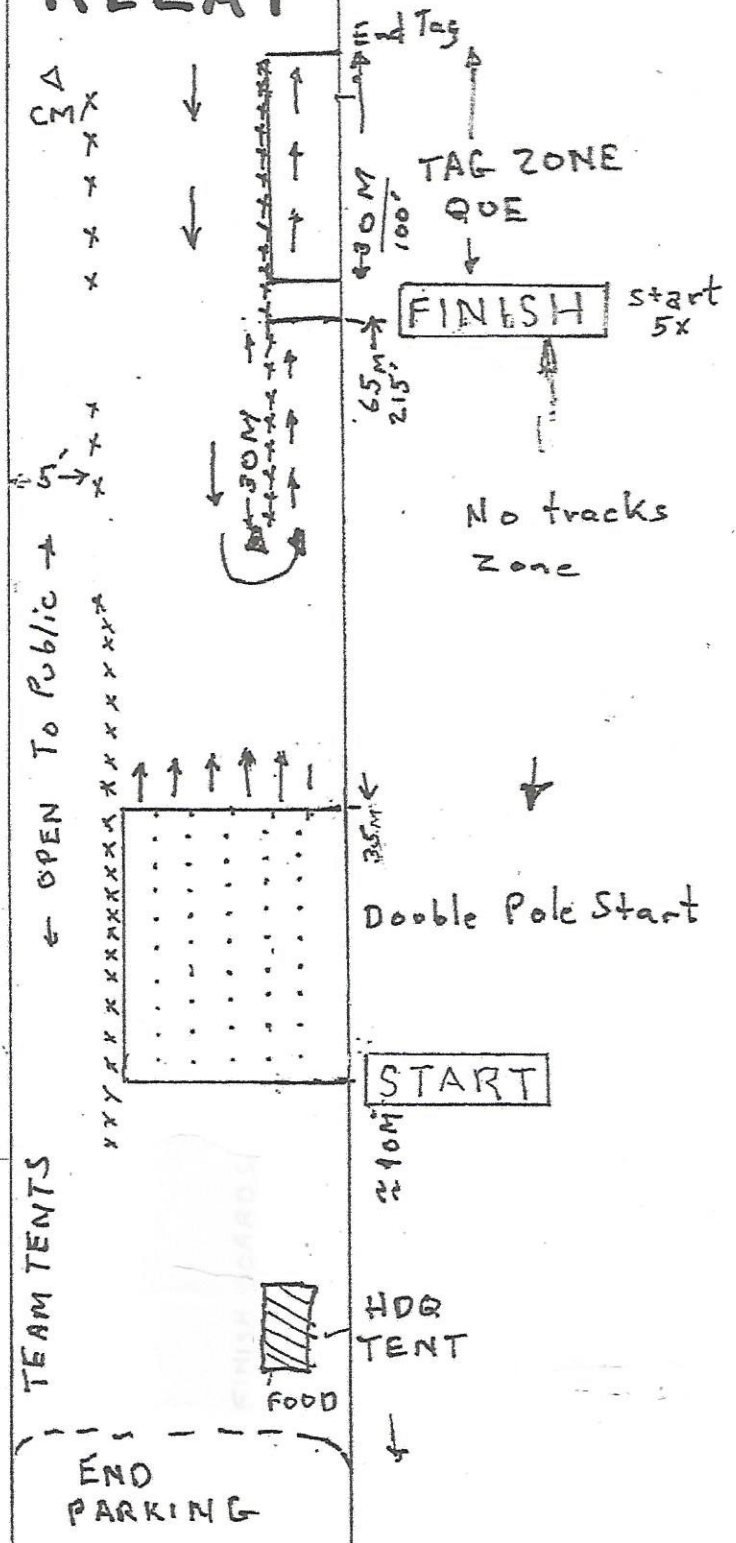 RELAY
End Tag
CM
TAG ZONE
QUE
30M
100'
FINISH
start
5x
65M
215'
30M
5'
No tracks
Zone
← OPEN To Public →
35M
Double Pole Start
START
≈90M
TEAM TENTS
HDQ
TENT
FOOD
END
PARKING